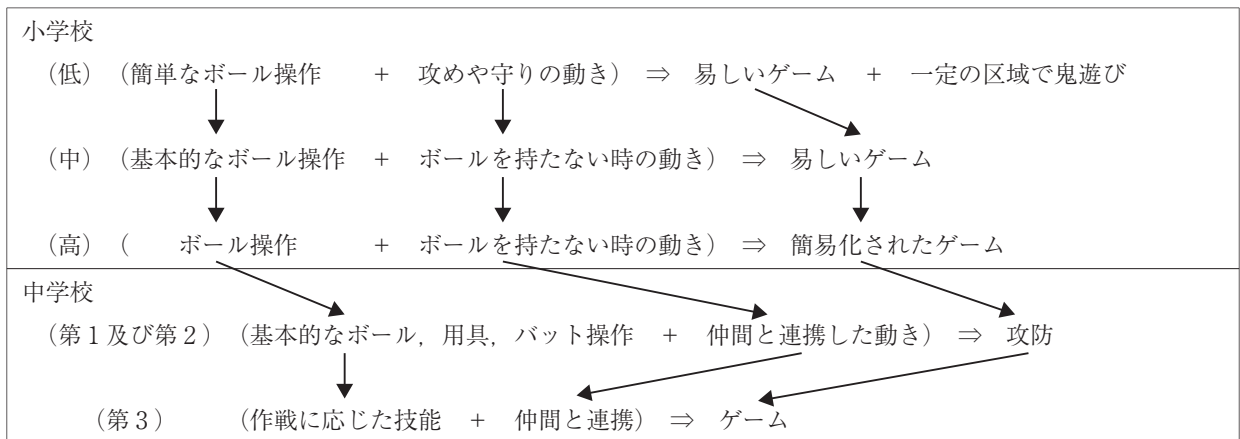 小学校
（低）（簡単なボール操作　＋　攻めや守りの動き）　⇒　易しいゲーム　＋　一定の区域で鬼遊び
（中）（基本的なボール操作　＋　ボールを持たない時の動き）　⇒　易しいゲーム
（高）（　ボール操作　＋　ボールを持たない時の動き）　⇒　簡易化されたゲーム
中学校
（第１及び第２）（基本的なボール，用具，バット操作　＋　仲間と連携した動き）　⇒　攻防
（第３）　（作戦に応じた技能　＋　仲間と連携）　⇒　ゲーム